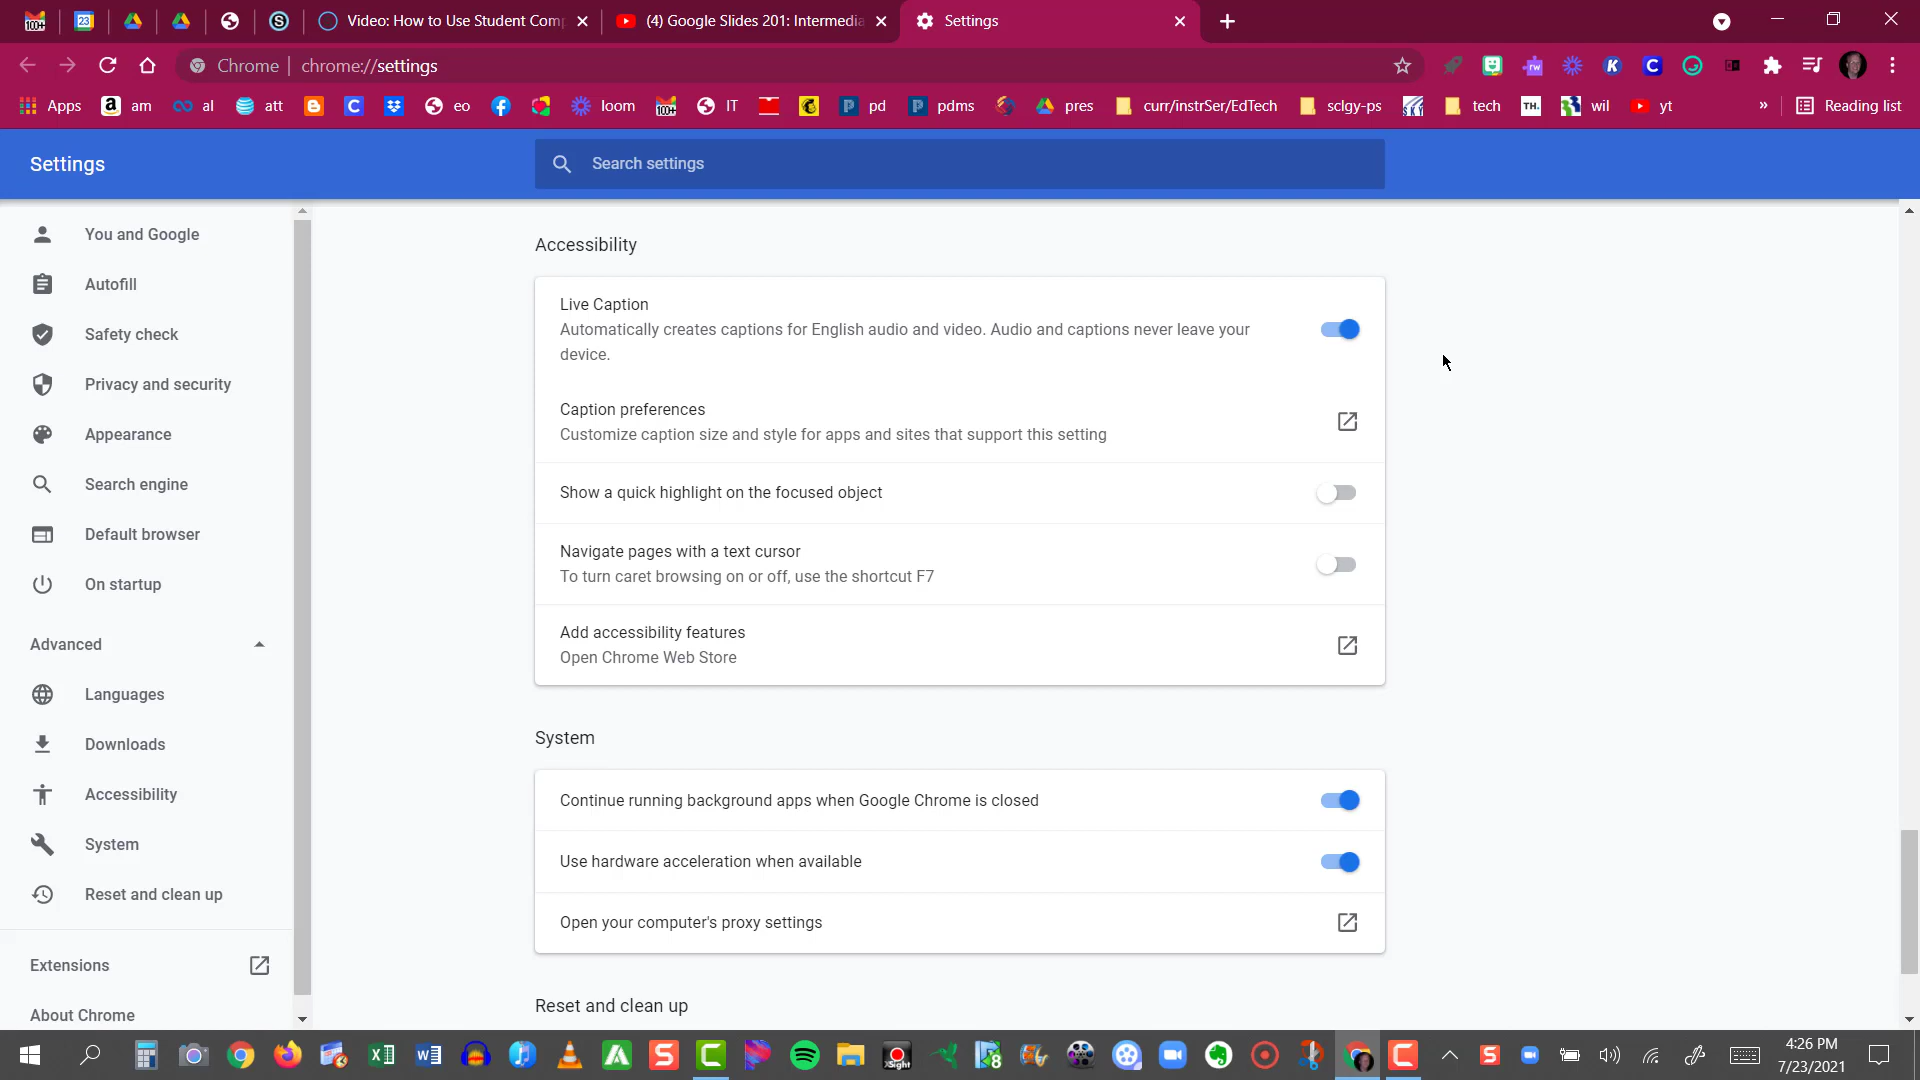 Video: How to Use Student Comp
(4) Google Slides 201: Intermedia
Settings
Chrome | chrome://settings
Apps am al att eo loom IT pd pdms pres curr/instrSer/EdTech sclgy-ps tech TH. wil yt » Reading list
Settings
Search settings
You and Google
Autofill
Safety check
Privacy and security
Appearance
Search engine
Default browser
On startup
Advanced
Languages
Downloads
Accessibility
System
Reset and clean up
Extensions
About Chrome
Accessibility
Live Caption
Automatically creates captions for English audio and video. Audio and captions never leave your
device.
Caption preferences
Customize caption size and style for apps and sites that support this setting
Show a quick highlight on the focused object
Navigate pages with a text cursor
To turn caret browsing on or off, use the shortcut F7
Add accessibility features
Open Chrome Web Store
System
Continue running background apps when Google Chrome is closed
Use hardware acceleration when available
Open your computer's proxy settings
Reset and clean up
4:26 PM
7/23/2021